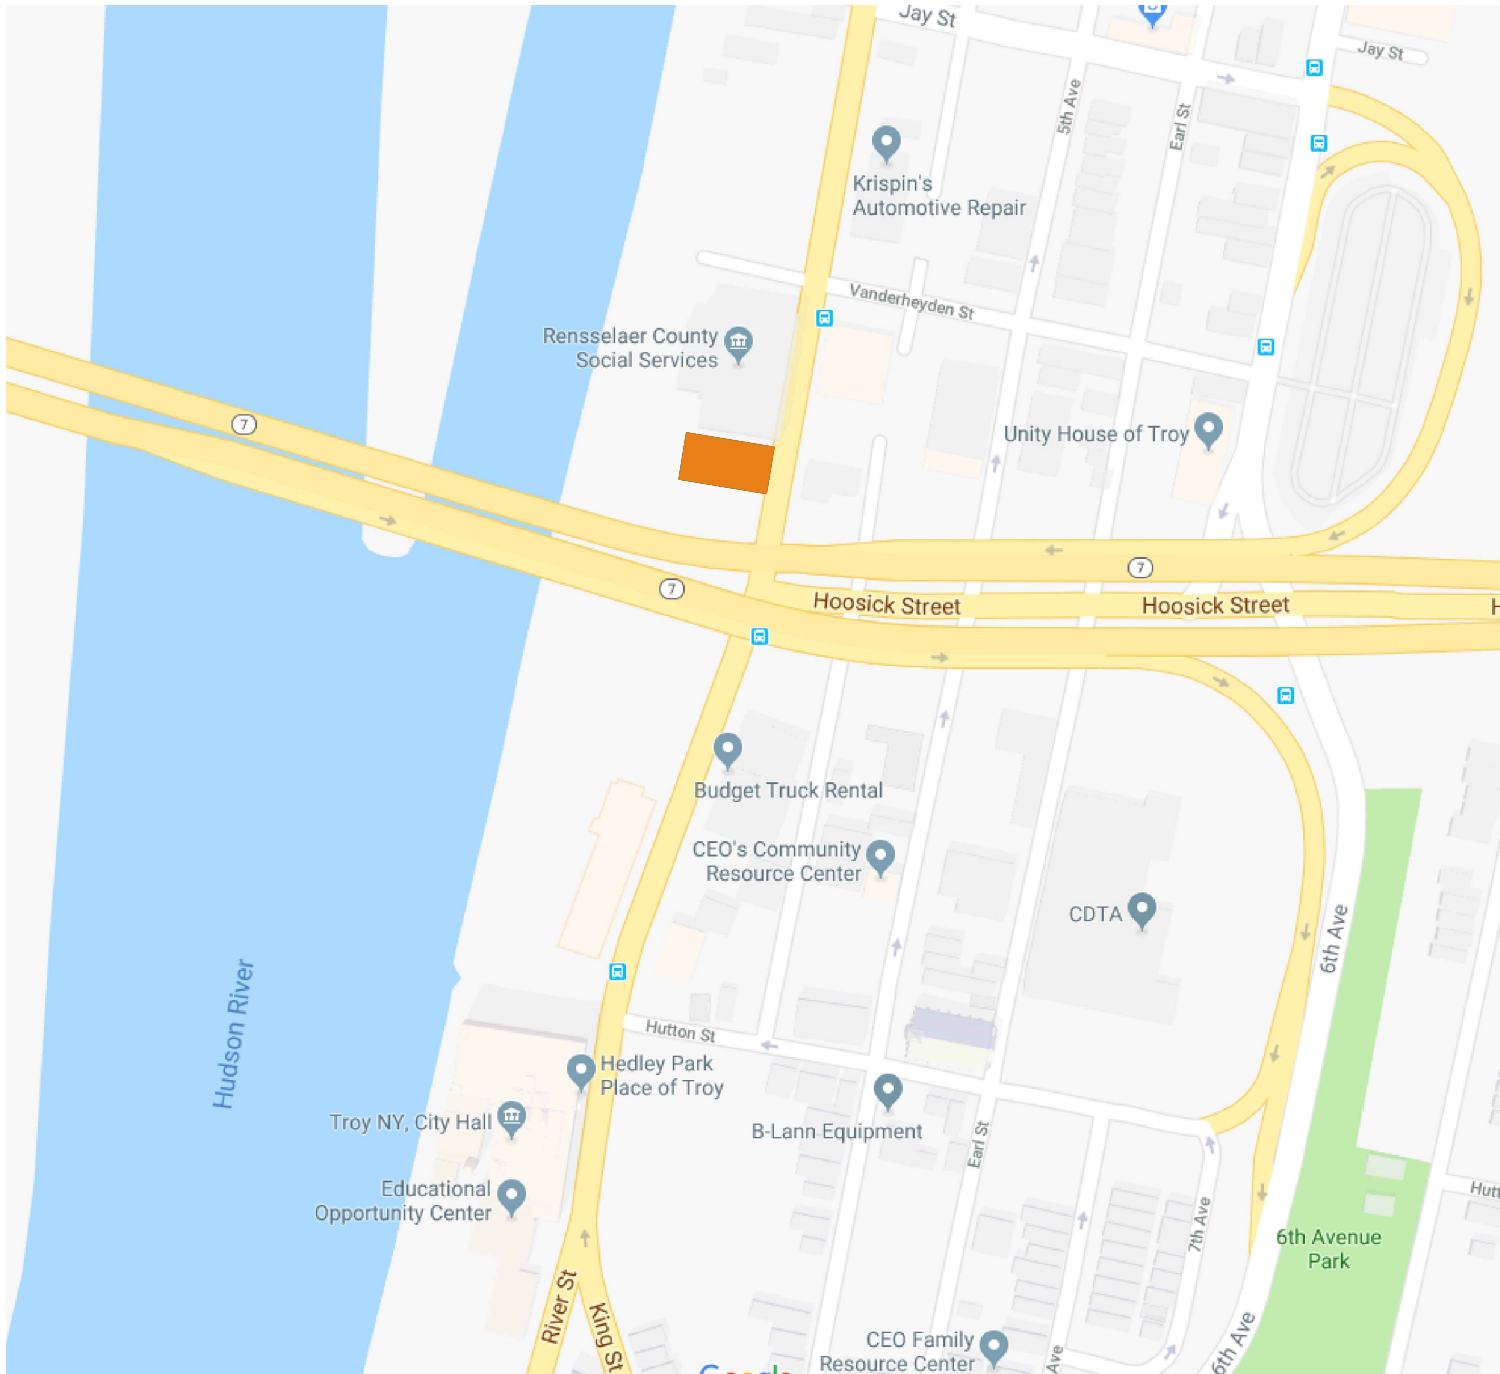 Jay St
Jay St
5th Ave
Earl St
Krispin's
Automotive Repair
Vanderheyden St
Rensselaer County
Social Services
7
Unity House of Troy
7
7
Hoosick Street
Hoosick Street
H
Budget Truck Rental
CEO's Community
Resource Center
CDTA
6th Ave
Hudson River
Hutton St
Hedley Park
Place of Troy
Troy NY, City Hall
B-Lann Equipment
Earl St
Educational
Opportunity Center
Hutt
7th Ave
6th Avenue
Park
River St
King St
CEO Family
Resource Center
Ave
6th Ave
Google